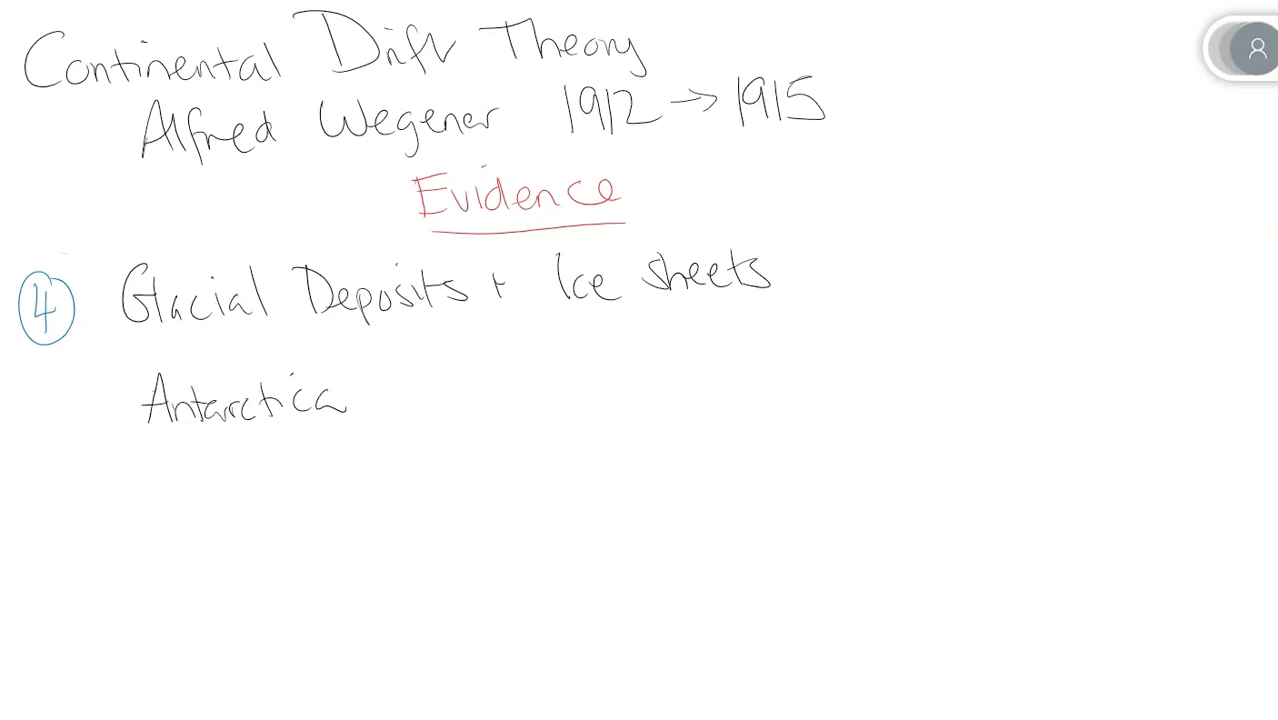 Continental Drift Theory
Alfred Wegener 1912 → 1915
Evidence
4 Glacial Deposits + Ice sheets
Antarctica